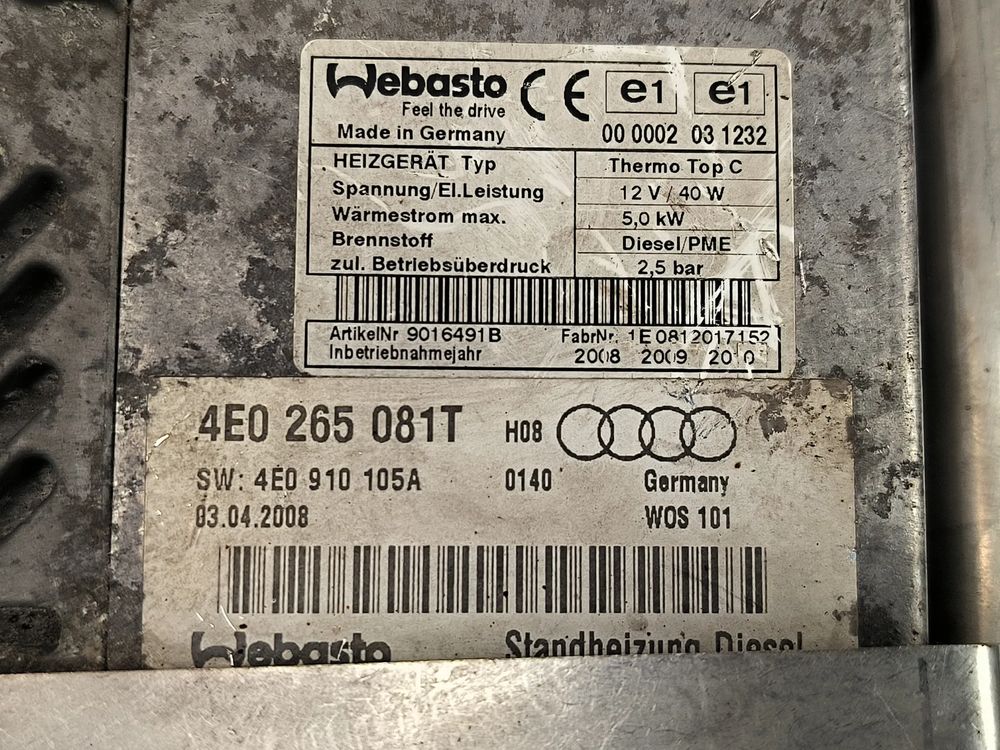 Webasto CE e1 e1
Feel the drive
Made in Germany 00 0002 03 1232
HEIZGERÄT Typ Thermo Top C
Spannung/El.Leistung 12 V / 40 W
Wärmestrom max. 5,0 kW
Brennstoff Diesel/PME
zul. Betriebsüberdruck 2,5 bar
ArtikelNr 9016491B FabrNr. 1E0812017152
Inbetriebnahmejahr 2008 2009 2010
4E0 265 081T H08
SW: 4E0 910 105A 0140 Germany
03.04.2008 WOS 101
Webasto Standheizung Diesel